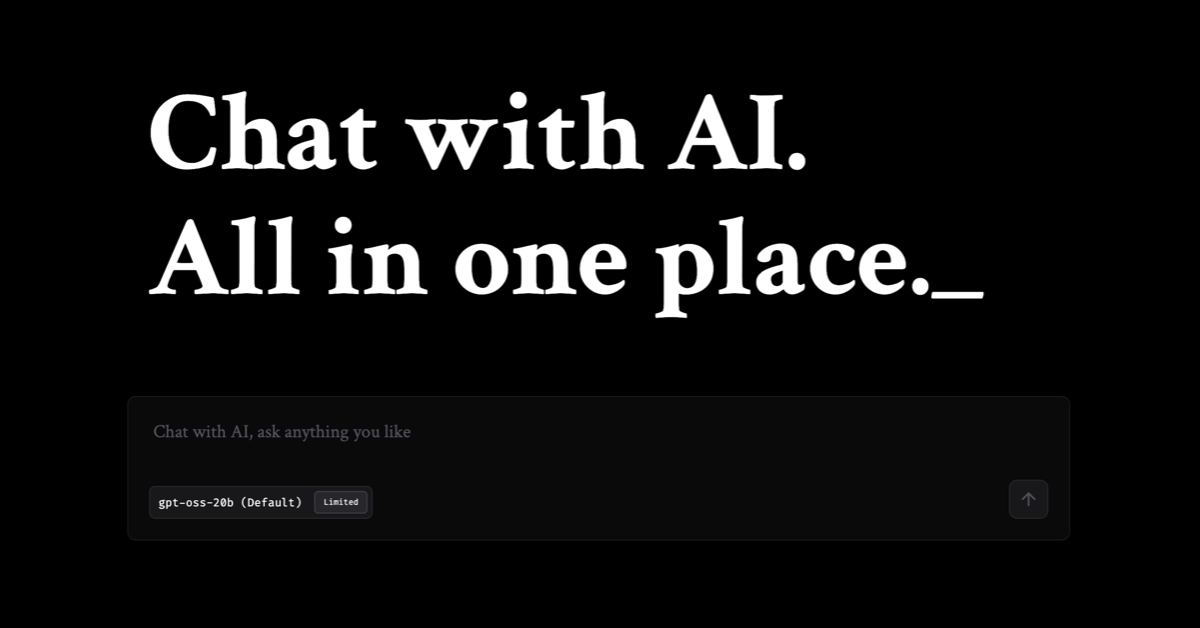 Chat with AI.
All in one place._
Chat with AI, ask anything you like
gpt-oss-20b (Default) Limited